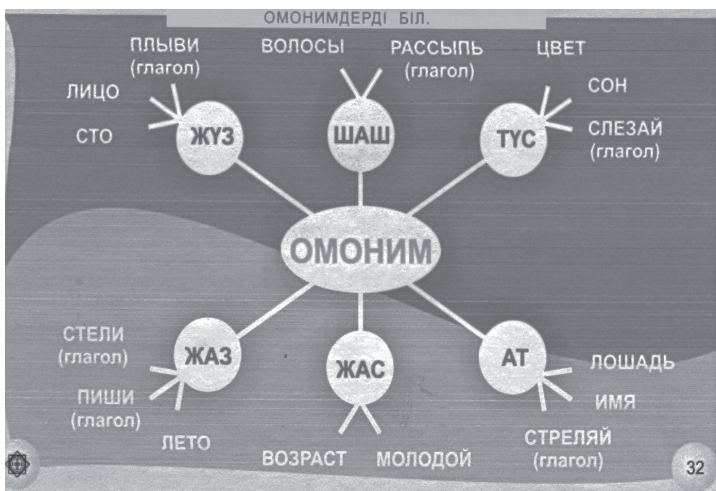 ОМОНИМДЕРДІ БІЛ.
ПЛЫВИ
(глагол)
ЛИЦО
СТО
ЖҮЗ
ВОЛОСЫ
РАССЫПЬ
(глагол)
ШАШ
ЦВЕТ
СОН
СЛЕЗАЙ
(глагол)
ТҮС
ОМОНИМ
СТЕЛИ
(глагол)
ПИШИ
(глагол)
ЛЕТО
ЖАЗ
ЖАС
ВОЗРАСТ
МОЛОДОЙ
АТ
ЛОШАДЬ
ИМЯ
СТРЕЛЯЙ
(глагол)
32